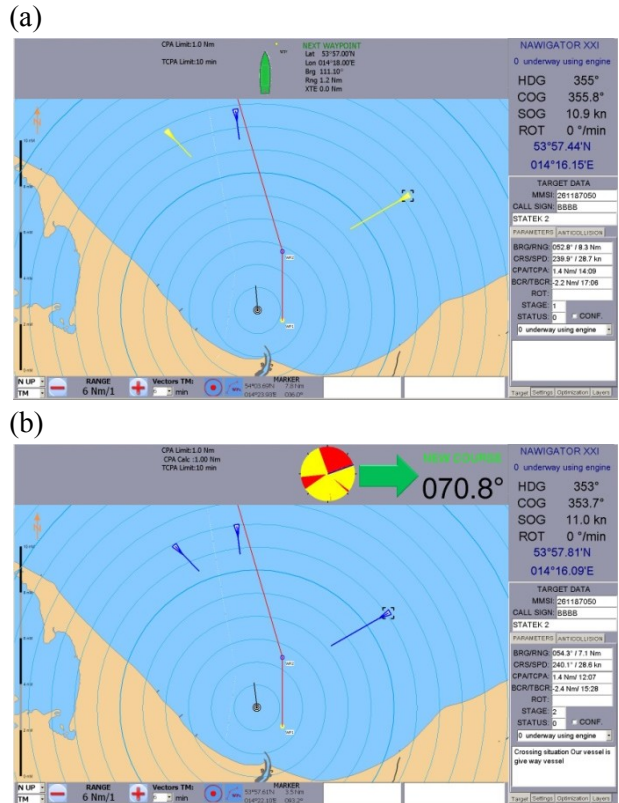 (a)
CPA Limit:1.0 Nm
TCPA Limit:10 min
NEXT WAYPOINT
Lat 53°57.00'N
Lon 014°18.00'E
Brg 111.10°
Rng 1.2 Nm
XTE 0.0 Nm
NAWIGATOR XXI
0 underway using engine
HDG 355°
COG 355.8°
SOG 10.9 kn
ROT 0 °/min
53°57.44'N
014°16.15'E
TARGET DATA
MMSI: 261187050
CALL SIGN: BBBB
STATEK 2
PARAMETERS ANTICOLLISION
BRG/RNG: 052.8° / 8.3 Nm
CRS/SPD: 239.9° / 28.7 kn
CPA/TCPA: 1.4 Nm/ 14:09
BCR/TBCR: -2.2 Nm/ 17:06
ROT:
STAGE: 1
STATUS: 0 CONF.
0 underway using engine
Target Settings Optimization Layers
N UP
TM
RANGE
6 Nm/1
Vectors TM:
min
MARKER
(b)
CPA Limit:1.0 Nm
CPA Calc :1.00 Nm
TCPA Limit:10 min
NEW COURSE
070.8°
NAWIGATOR XXI
0 underway using engine
HDG 353°
COG 353.7°
SOG 11.0 kn
ROT 0 °/min
53°57.81'N
014°16.09'E
TARGET DATA
MMSI: 261187050
CALL SIGN: BBBB
STATEK 2
PARAMETERS ANTICOLLISION
BRG/RNG: 054.3° / 7.1 Nm
CRS/SPD: 240.1° / 28.6 kn
CPA/TCPA: 1.4 Nm/ 12:07
BCR/TBCR: -2.4 Nm/ 15:28
ROT:
STAGE: 2
STATUS: 0 CONF.
0 underway using engine
Crossing situation Our vessel is
give way vessel
Target Settings Optimization Layers
N UP
TM
RANGE
6 Nm/1
Vectors TM:
min
MARKER